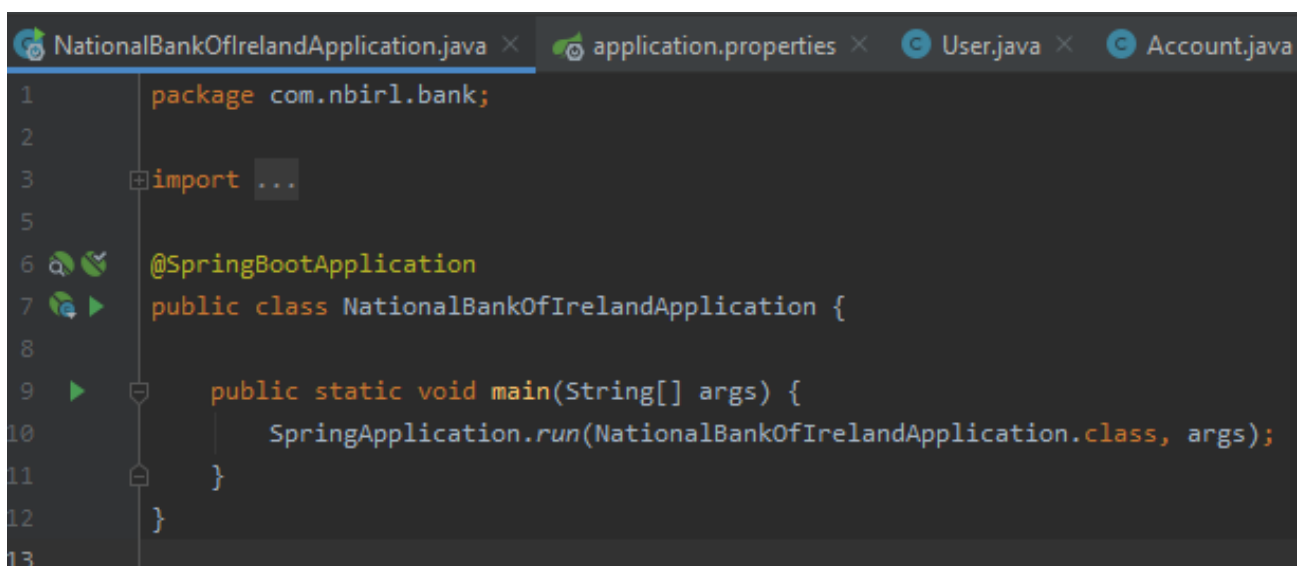 NationalBankOfIrelandApplication.java × application.properties × User.java × Account.java
1 package com.nbirl.bank;
2
3 import ...
5
6 @SpringBootApplication
7 public class NationalBankOfIrelandApplication {
8
9 public static void main(String[] args) {
10 SpringApplication.run(NationalBankOfIrelandApplication.class, args);
11 }
12 }
13